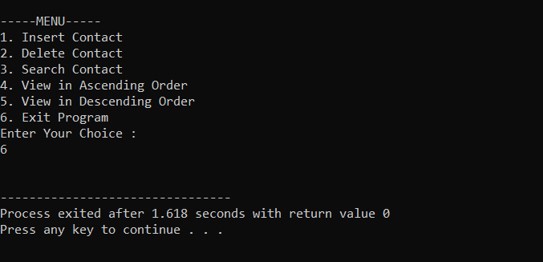 -----MENU-----
1. Insert Contact
2. Delete Contact
3. Search Contact
4. View in Ascending Order
5. View in Descending Order
6. Exit Program
Enter Your Choice :
6
--------------------------------
Process exited after 1.618 seconds with return value 0
Press any key to continue . . .